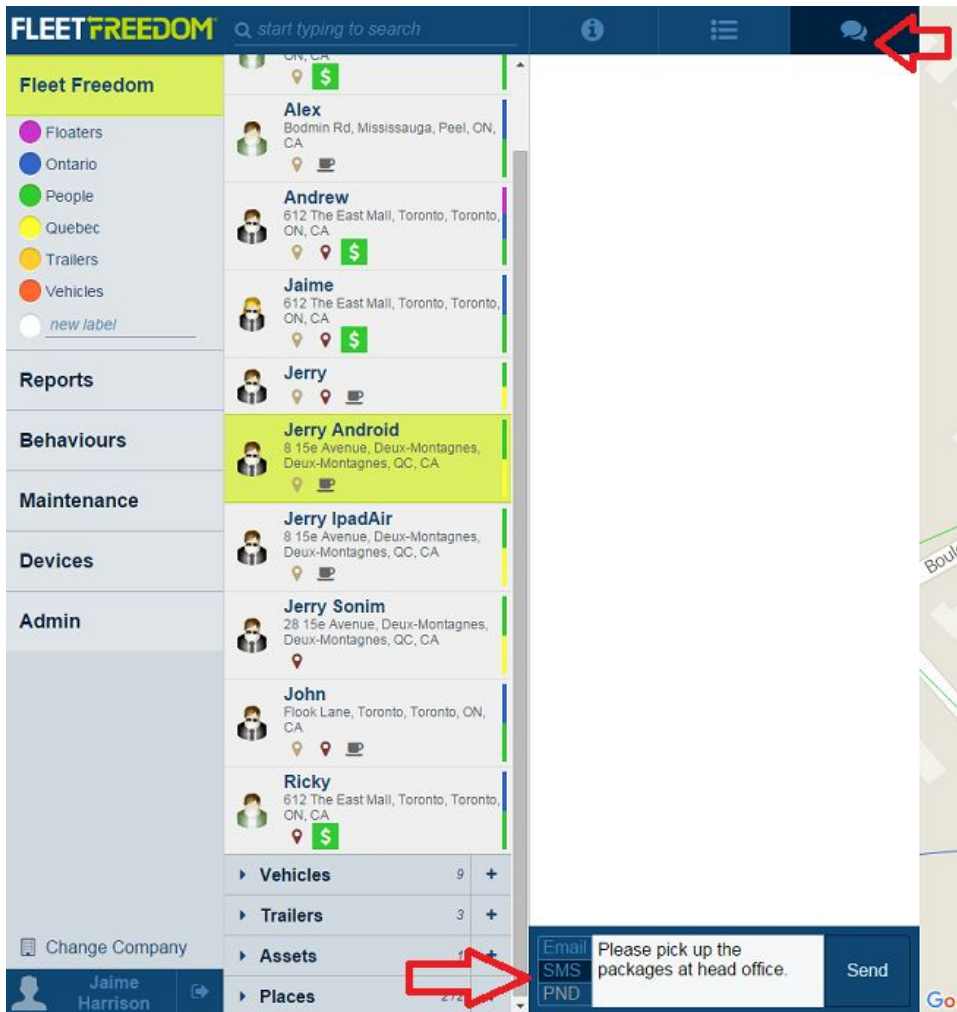 FLEET FREEDOM
start typing to search
Fleet Freedom
Floaters
Ontario
People
Quebec
Trailers
Vehicles
new label
Reports
Behaviours
Maintenance
Devices
Admin
Change Company
Jaime
Harrison
ON, CA
$
Alex
Bodmin Rd, Mississauga, Peel, ON,
CA
Andrew
612 The East Mall, Toronto, Toronto,
ON, CA
$
Jaime
612 The East Mall, Toronto, Toronto,
ON, CA
$
Jerry
Jerry Android
8 15e Avenue, Deux-Montagnes,
Deux-Montagnes, QC, CA
Jerry IpadAir
8 15e Avenue, Deux-Montagnes,
Deux-Montagnes, QC, CA
Jerry Sonim
28 15e Avenue, Deux-Montagnes,
Deux-Montagnes, QC, CA
John
Flook Lane, Toronto, Toronto, ON,
CA
Ricky
612 The East Mall, Toronto, Toronto,
ON, CA
$
Vehicles 9 +
Trailers 3 +
Assets
Places
Email
SMS
PND
Please pick up the
packages at head office.
Send
Boul
Go